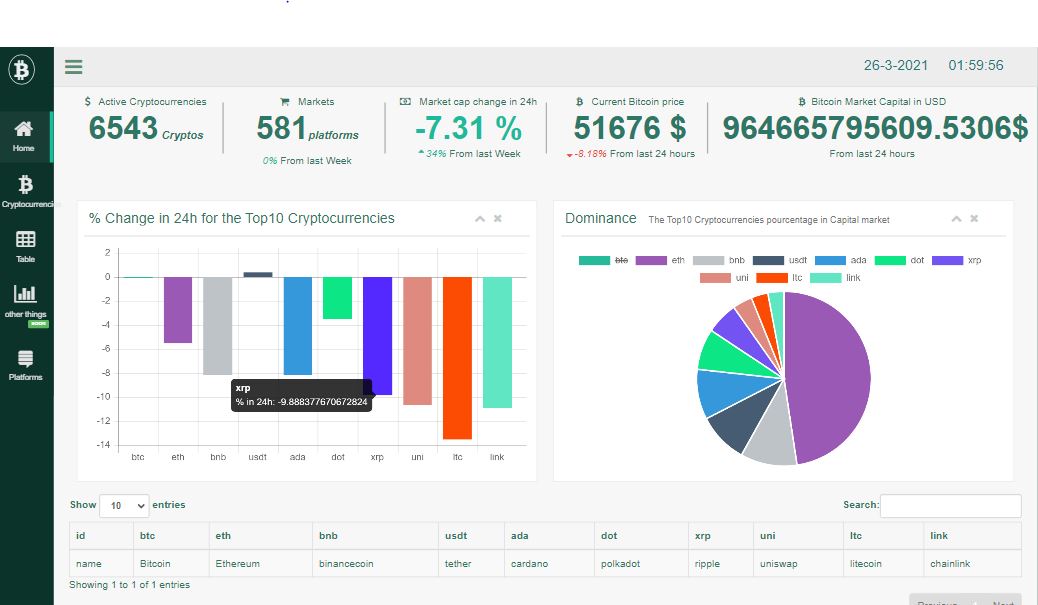 26-3-2021 01:59:56
Home
Cryptocurrencie
Table
other things
SOON
Platforms
$ Active Cryptocurrencies
6543 Cryptos
Markets
581 platforms
0% From last Week
Market cap change in 24h
-7.31 %
34% From last Week
Current Bitcoin price
51676 $
-8.18% From last 24 hours
Bitcoin Market Capital in USD
964665795609.5306$
From last 24 hours
% Change in 24h for the Top10 Cryptocurrencies
2
0
-2
-4
-6
-8
-10
-12
-14
xrp
% in 24h: -9.888377670672824
btc eth bnb usdt ada dot xrp uni ltc link
Dominance The Top10 Cryptocurrencies pourcentage in Capital market
btc eth bnb usdt ada dot xrp
uni ltc link
Show 10 entries
Search:
id btc eth bnb usdt ada dot xrp uni ltc link
name Bitcoin Ethereum binancecoin tether cardano polkadot ripple uniswap litecoin chainlink
Showing 1 to 1 of 1 entries
Previous 1 Next